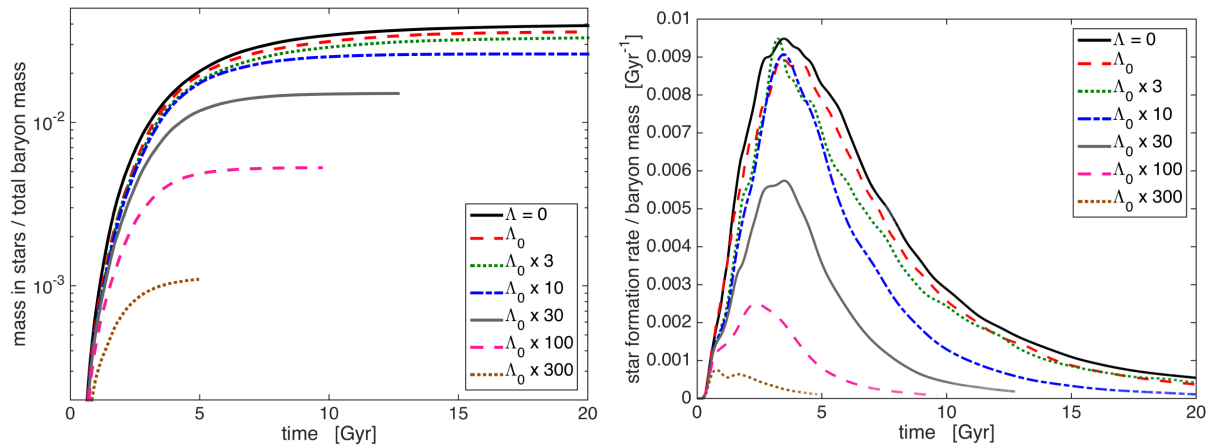 mass in stars / total baryon mass
10⁻²
10⁻³
0
5
10
15
20
time [Gyr]
Λ = 0
Λ₀
Λ₀ x 3
Λ₀ x 10
Λ₀ x 30
Λ₀ x 100
Λ₀ x 300
star formation rate / baryon mass [Gyr⁻¹]
0.01
0.009
0.008
0.007
0.006
0.005
0.004
0.003
0.002
0.001
0
0
5
10
15
20
time [Gyr]
Λ = 0
Λ₀
Λ₀ x 3
Λ₀ x 10
Λ₀ x 30
Λ₀ x 100
Λ₀ x 300